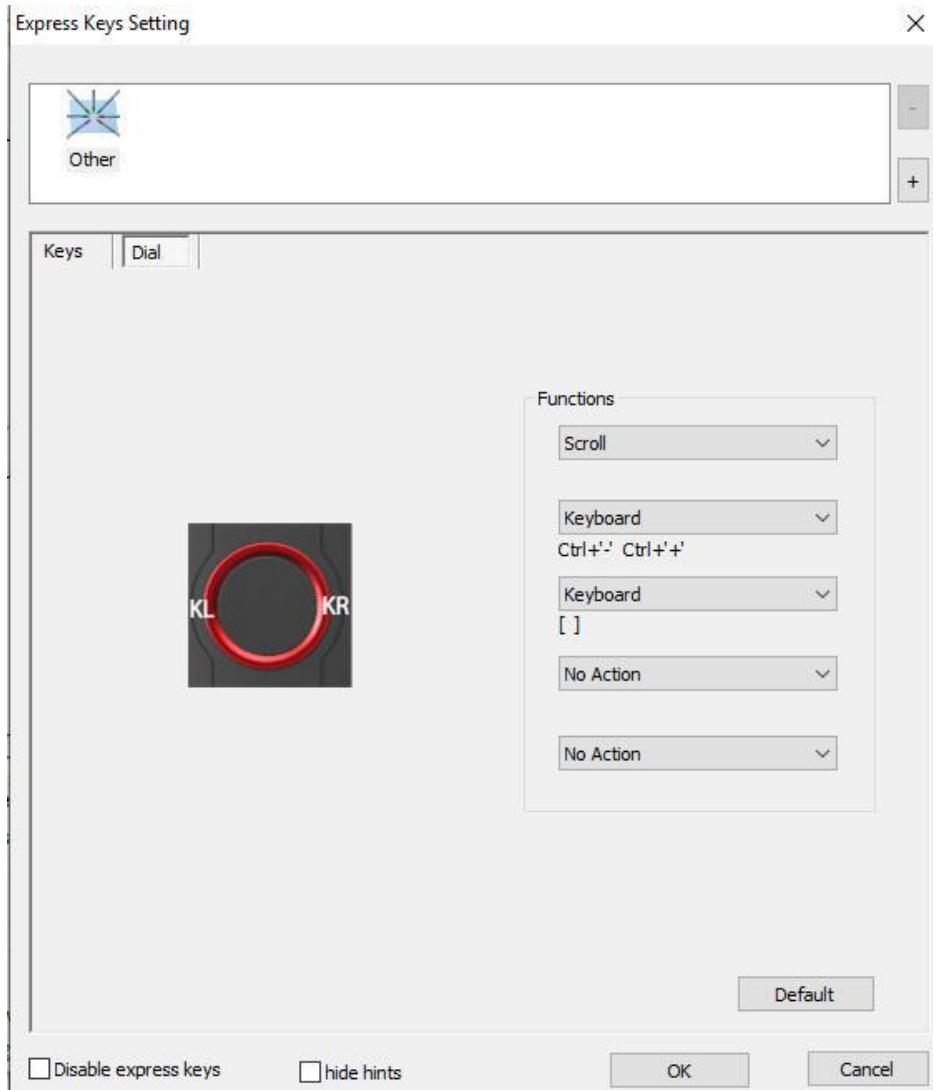 Express Keys Setting
Other
-
+
Keys Dial
Functions
Scroll
Keyboard
Ctrl+'-' Ctrl+'+'
KL KR
Keyboard
[ ]
No Action
No Action
Default
Disable express keys hide hints OK Cancel